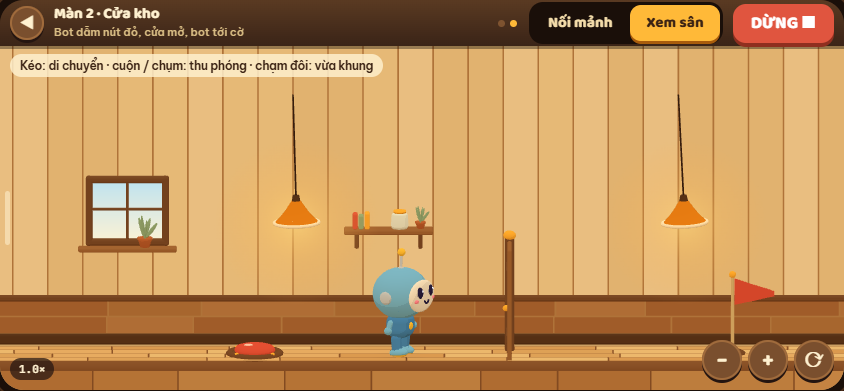 Màn 2 · Cửa kho
Bot dẫm nút đỏ, cửa mở, bot tới cờ
Nối mảnh
Xem sân
DỪNG
Kéo: di chuyển · cuộn / chụm: thu phóng · chạm đôi: vừa khung
1.0×